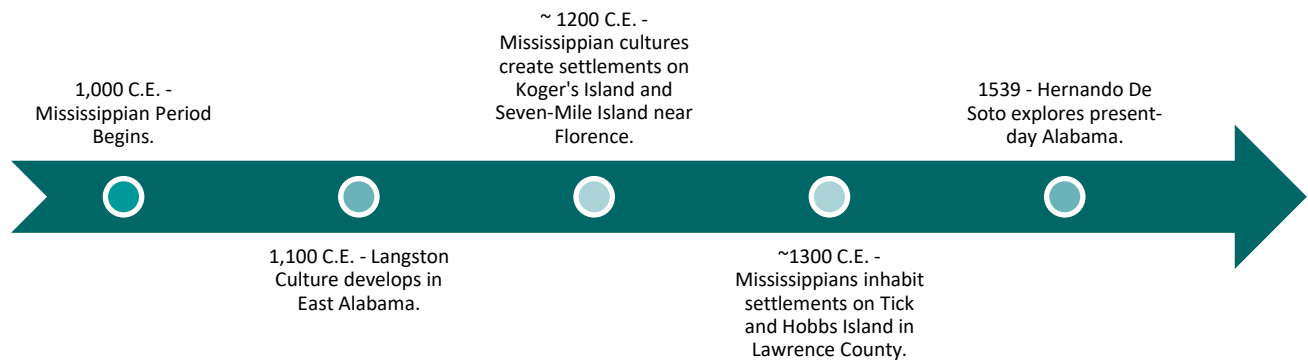 1,000 C.E. -
Mississippian Period
Begins.
1,100 C.E. - Langston
Culture develops in
East Alabama.
~ 1200 C.E. -
Mississippian cultures
create settlements on
Koger's Island and
Seven-Mile Island near
Florence.
~1300 C.E. -
Mississippians inhabit
settlements on Tick
and Hobbs Island in
Lawrence County.
1539 - Hernando De
Soto explores present-
day Alabama.